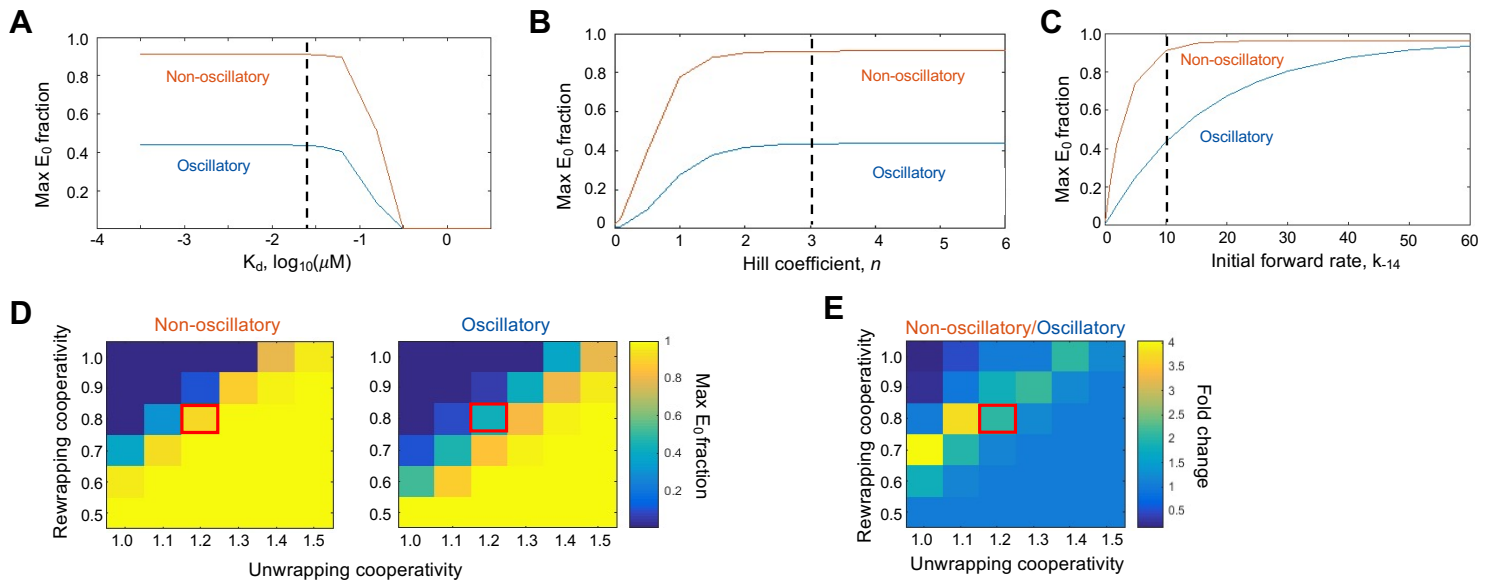 A
1.0
0.8
0.6
0.4
0.2
Max E0 fraction
Non-oscillatory
Oscillatory
-4 -3 -2 -1 0
Kd, log10(μM)
B
1.0
0.8
0.6
0.4
0.2
0
Max E0 fraction
Non-oscillatory
Oscillatory
0 1 2 3 4 5 6
Hill coefficient, n
C
1.0
0.8
0.6
0.4
0.2
0
Max E0 fraction
Non-oscillatory
Oscillatory
0 10 20 30 40 50 60
Initial forward rate, k-14
D
Non-oscillatory
Rewrapping cooperativity
1.0
0.9
0.8
0.7
0.6
0.5
1.0 1.1 1.2 1.3 1.4 1.5
Oscillatory
1.0
0.9
0.8
0.7
0.6
0.5
1.0 1.1 1.2 1.3 1.4 1.5
Unwrapping cooperativity
1
0.8
0.6
0.4
0.2
Max E0 fraction
E
Non-oscillatory/Oscillatory
Rewrapping cooperativity
1.0
0.9
0.8
0.7
0.6
0.5
1.0 1.1 1.2 1.3 1.4 1.5
Unwrapping cooperativity
4
3.5
3
2.5
2
1.5
1
0.5
Fold change